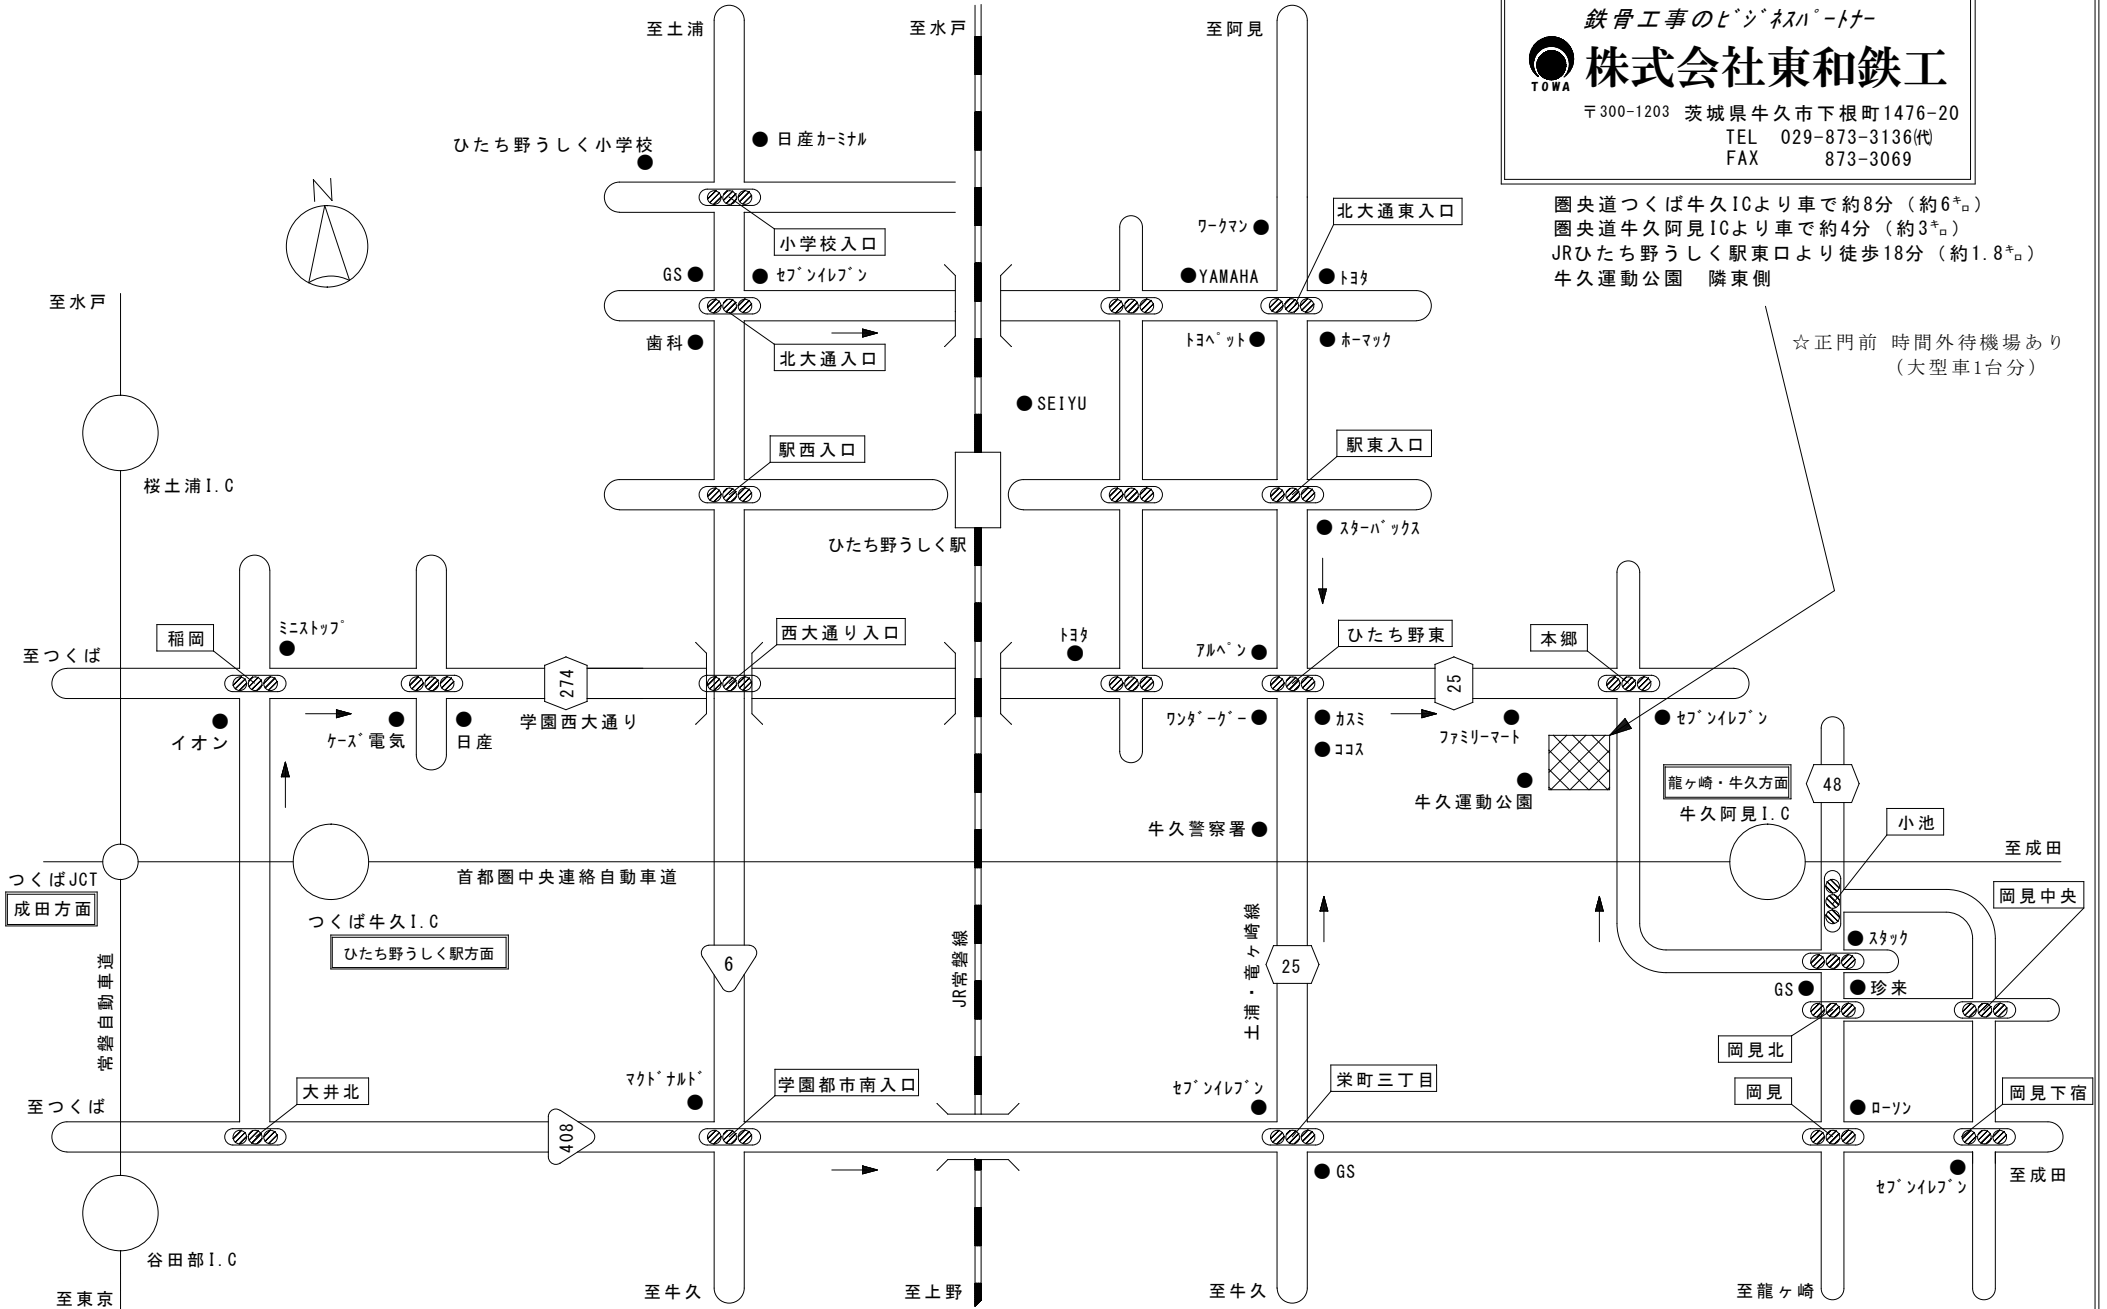 鉄骨工事のビジネスパートナー
TOWA
株式会社東和鉄工
〒300-1203 茨城県牛久市下根町1476-20
TEL 029-873-3136㈹
FAX 873-3069
圏央道つくば牛久ICより車で約8分（約6㌔）
圏央道牛久阿見ICより車で約4分（約3㌔）
JRひたち野うしく駅東口より徒歩18分（約1.8㌔）
牛久運動公園 隣東側
☆正門前 時間外待機場あり
（大型車1台分）
至土浦
至水戸
至阿見
N
ひたち野うしく小学校
日産カーミナル
小学校入口
GS
セブンイレブン
歯科
北大通入口
ワークマン
北大通東入口
YAMAHA
トヨタ
トヨペット
ホーマック
SEIYU
至水戸
桜土浦I.C
駅西入口
駅東入口
スターバックス
ひたち野うしく駅
稲岡
ミニストップ
至つくば
274
学園西大通り
西大通り入口
トヨタ
アルペン
ひたち野東
25
本郷
イオン
ケーズ電気
日産
ワンダーグー
カスミ
ココス
ファミリーマート
セブンイレブン
牛久運動公園
龍ヶ崎・牛久方面
48
牛久阿見I.C
小池
牛久警察署
至成田
つくばJCT
成田方面
首都圏中央連絡自動車道
つくば牛久I.C
ひたち野うしく駅方面
常磐自動車道
6
JR常磐線
土浦・竜ヶ崎線
25
岡見中央
スタック
GS
珍来
岡見北
大井北
マクドナルド
学園都市南入口
セブンイレブン
栄町三丁目
岡見
ローソン
岡見下宿
至つくば
408
GS
セブンイレブン
至成田
谷田部I.C
至東京
至牛久
至上野
至牛久
至龍ヶ崎